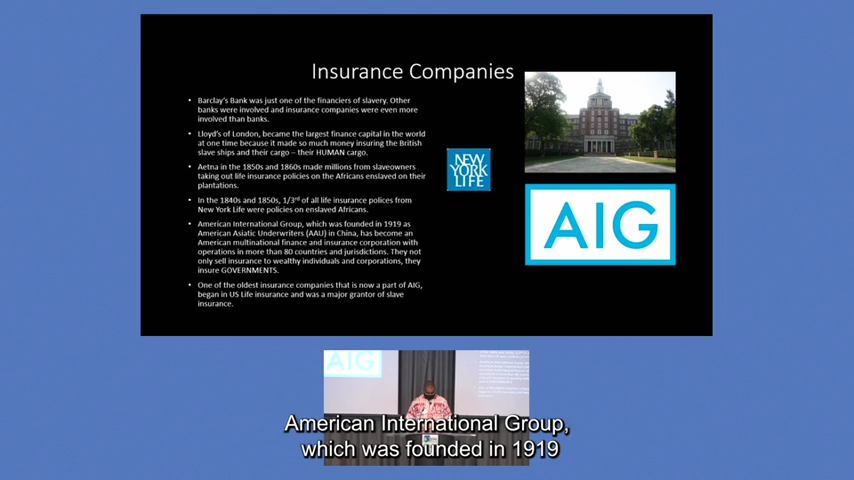 Insurance Companies
• Barclay's Bank was just one of the financiers of slavery. Other
banks were involved and insurance companies were even more
involved than banks.
• Lloyd's of London, became the largest finance capital in the world
at one time because it made so much money insuring the British
slave ships and their cargo – their HUMAN cargo.
• Aetna in the 1850s and 1860s made millions from slaveowners
taking out life insurance policies on the Africans enslaved on their
plantations.
• In the 1840s and 1850s, 1/3rd of all life insurance polices from
New York Life were policies on enslaved Africans.
• American International Group, which was founded in 1919 as
American Asiatic Underwriters (AAU) in China, has become an
American multinational finance and insurance corporation with
operations in more than 80 countries and jurisdictions. They not
only sell insurance to wealthy individuals and corporations, they
insure GOVERNMENTS.
• One of the oldest insurance companies that is now a part of AIG,
began in US Life insurance and was a major grantor of slave
insurance.
NEW
YORK
LIFE
AIG
AIG
American International Group,
which was founded in 1919